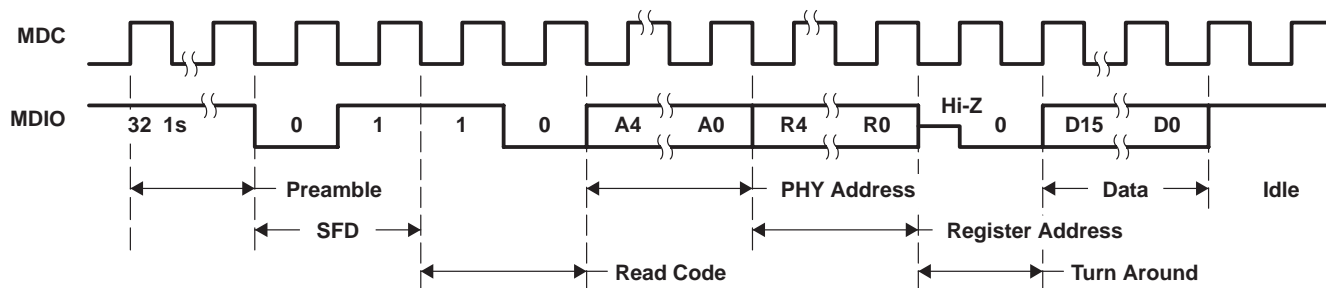 MDC
Hi-Z
MDIO
32 1s 0 1 1 0 A4 A0 R4 R0 0 D15 D0
Preamble PHY Address Data Idle
SFD Register Address
Read Code Turn Around